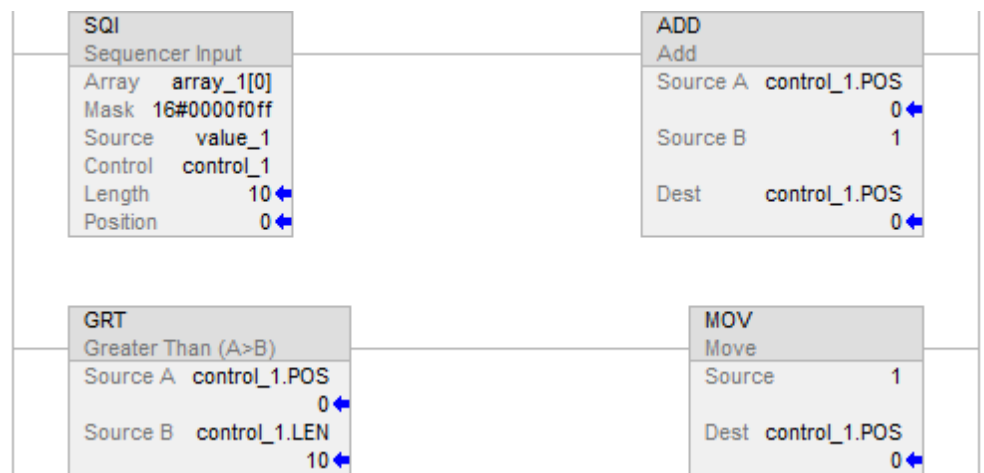 SQI
Sequencer Input
Array array_1[0]
Mask 16#0000f0ff
Source value_1
Control control_1
Length 10
Position 0
ADD
Add
Source A control_1.POS
0
Source B 1
Dest control_1.POS
0
GRT
Greater Than (A>B)
Source A control_1.POS
0
Source B control_1.LEN
10
MOV
Move
Source 1
Dest control_1.POS
0